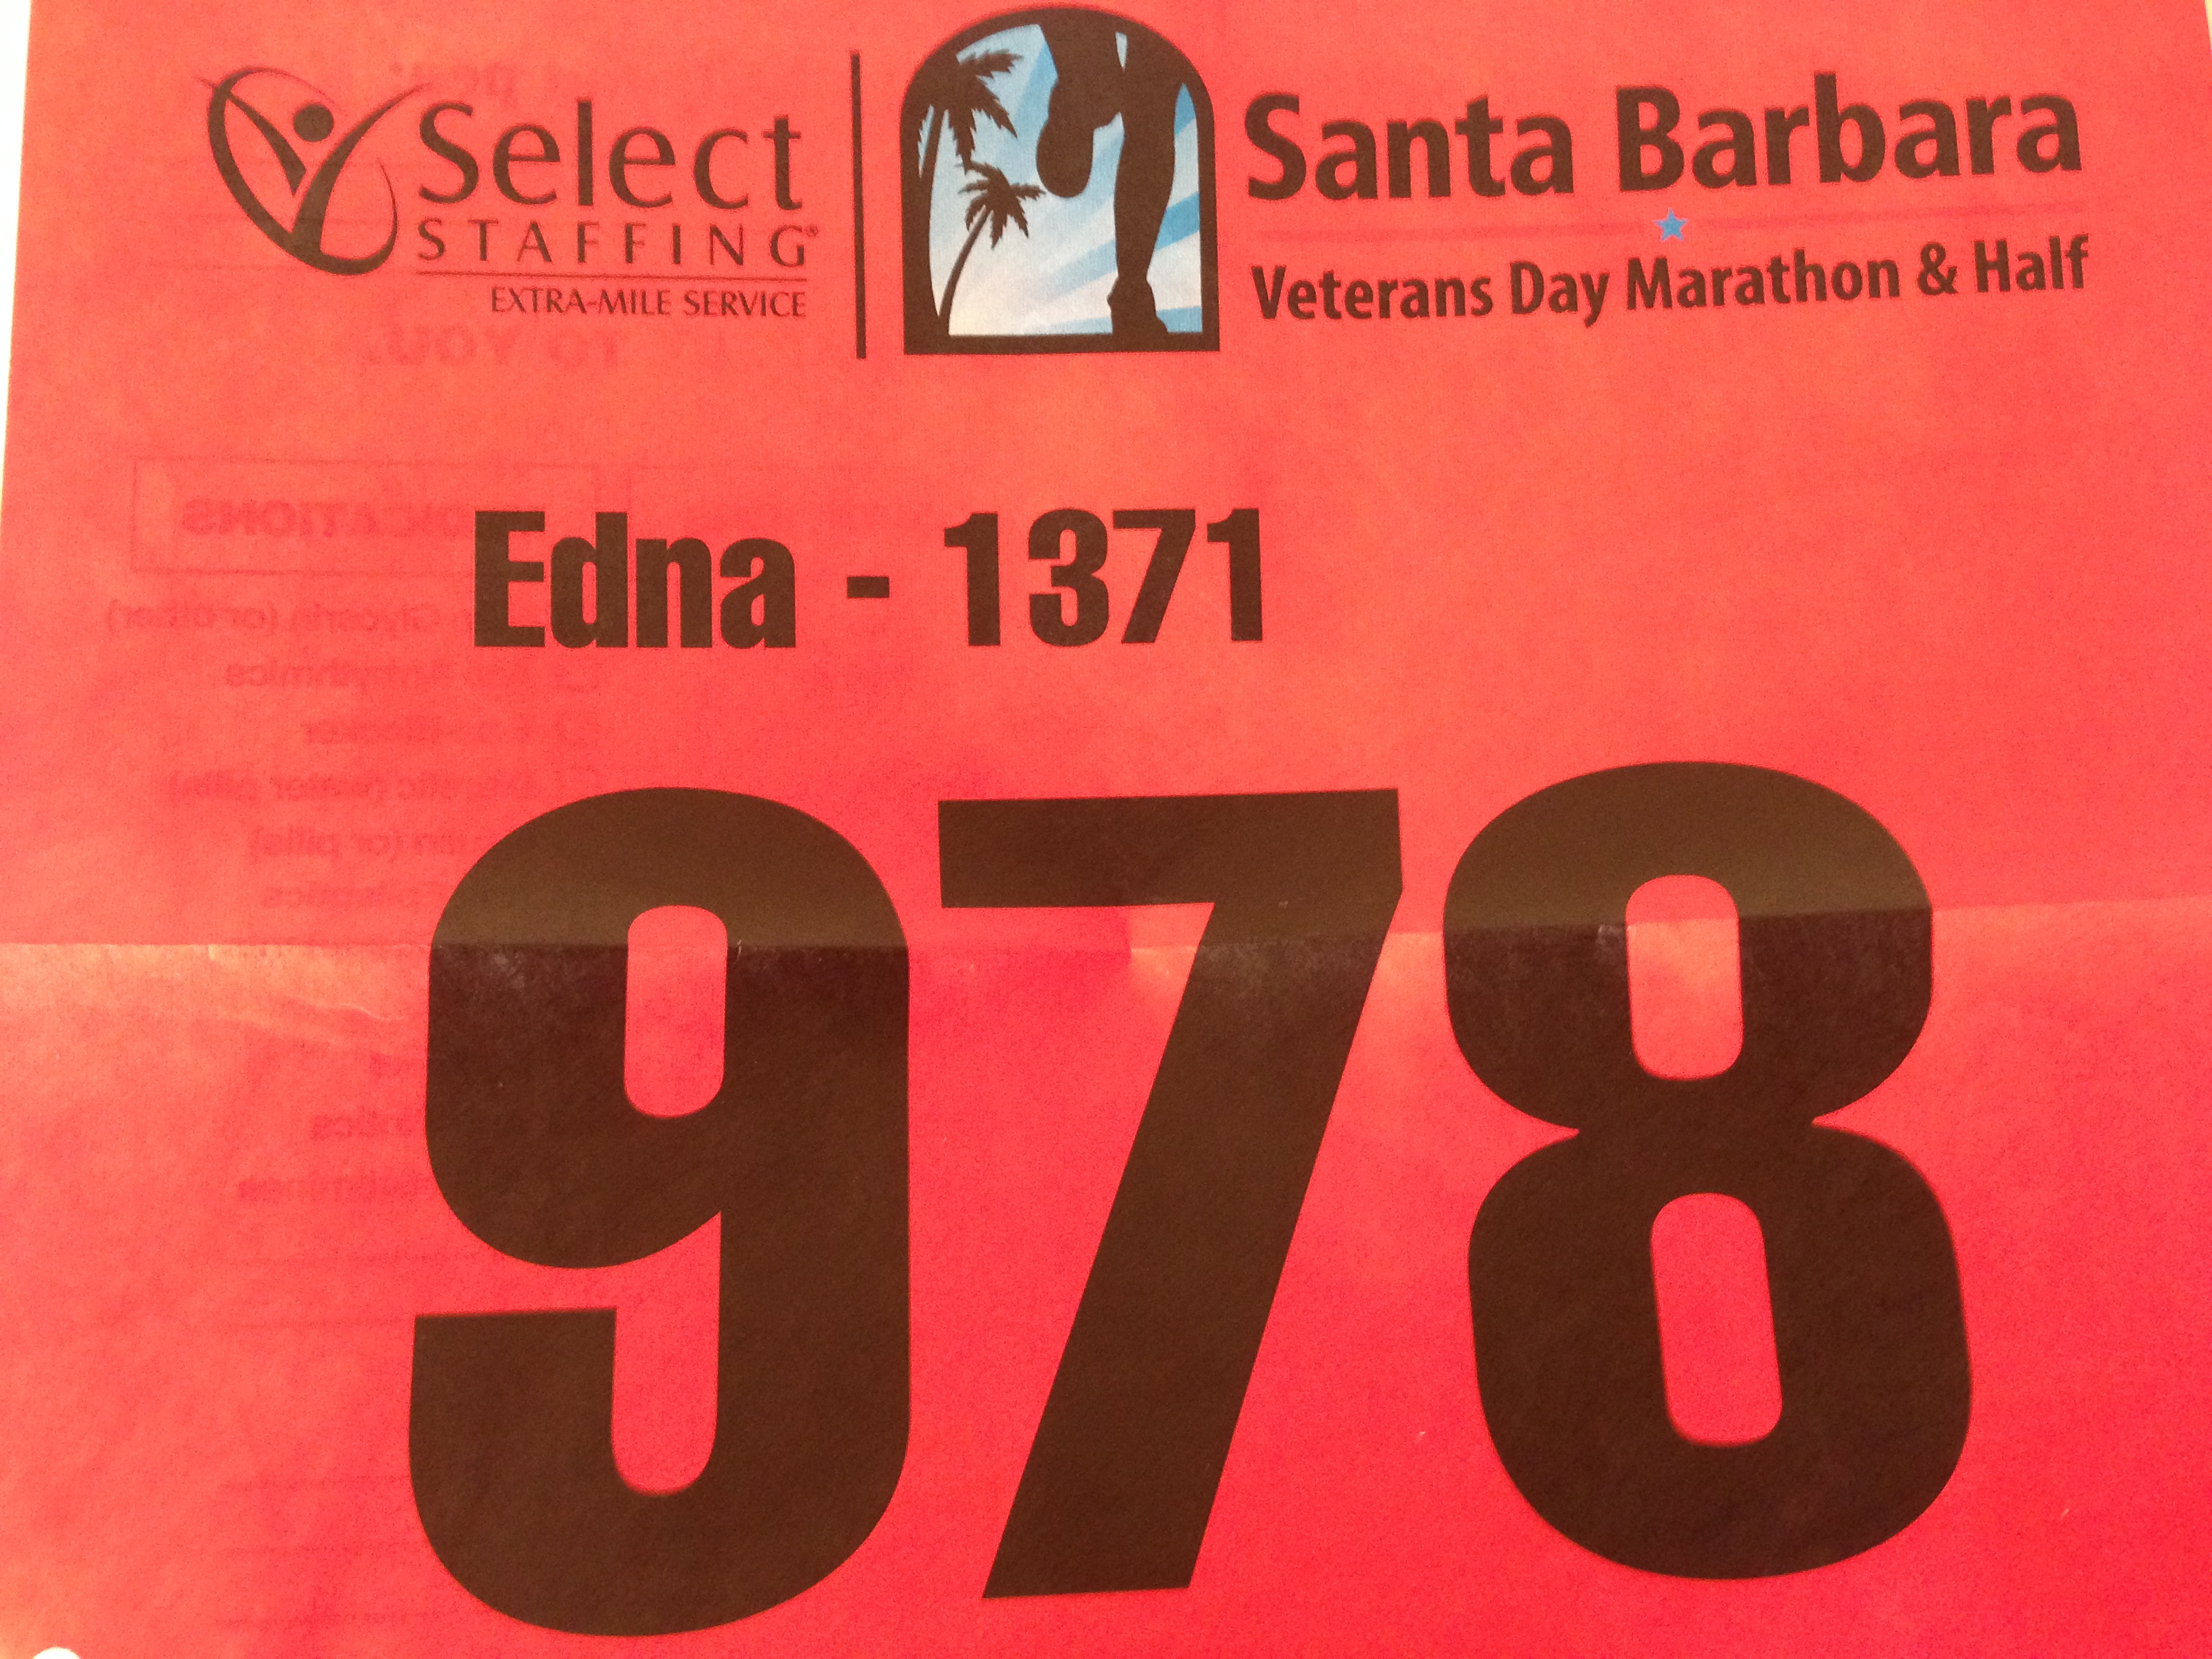 Select
STAFFING®
EXTRA-MILE SERVICE
Santa Barbara
Veterans Day Marathon & Half
Edna - 1371
978